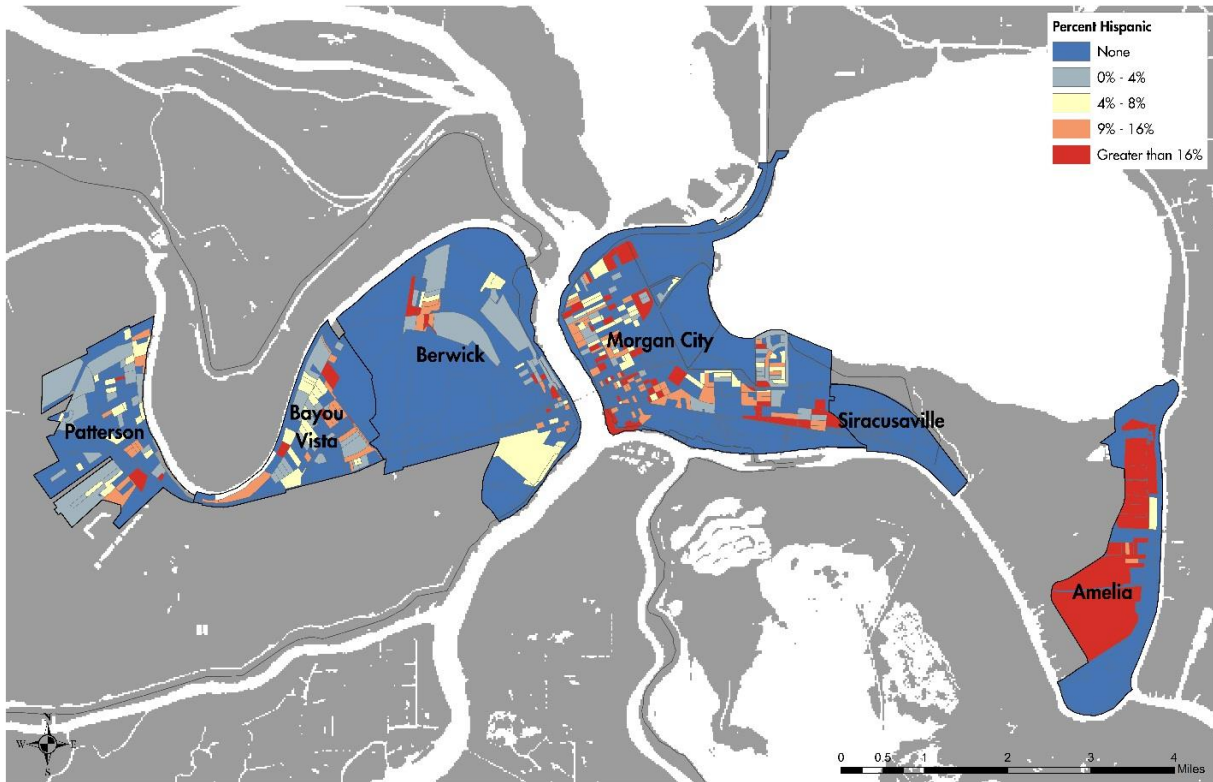 Percent Hispanic
None
0% - 4%
4% - 8%
9% - 16%
Greater than 16%
Morgan City
Berwick
Bayou
Vista
Patterson
Siracusaville
Amelia
N
W E
S
0 0.5 1 2 3 4
Miles